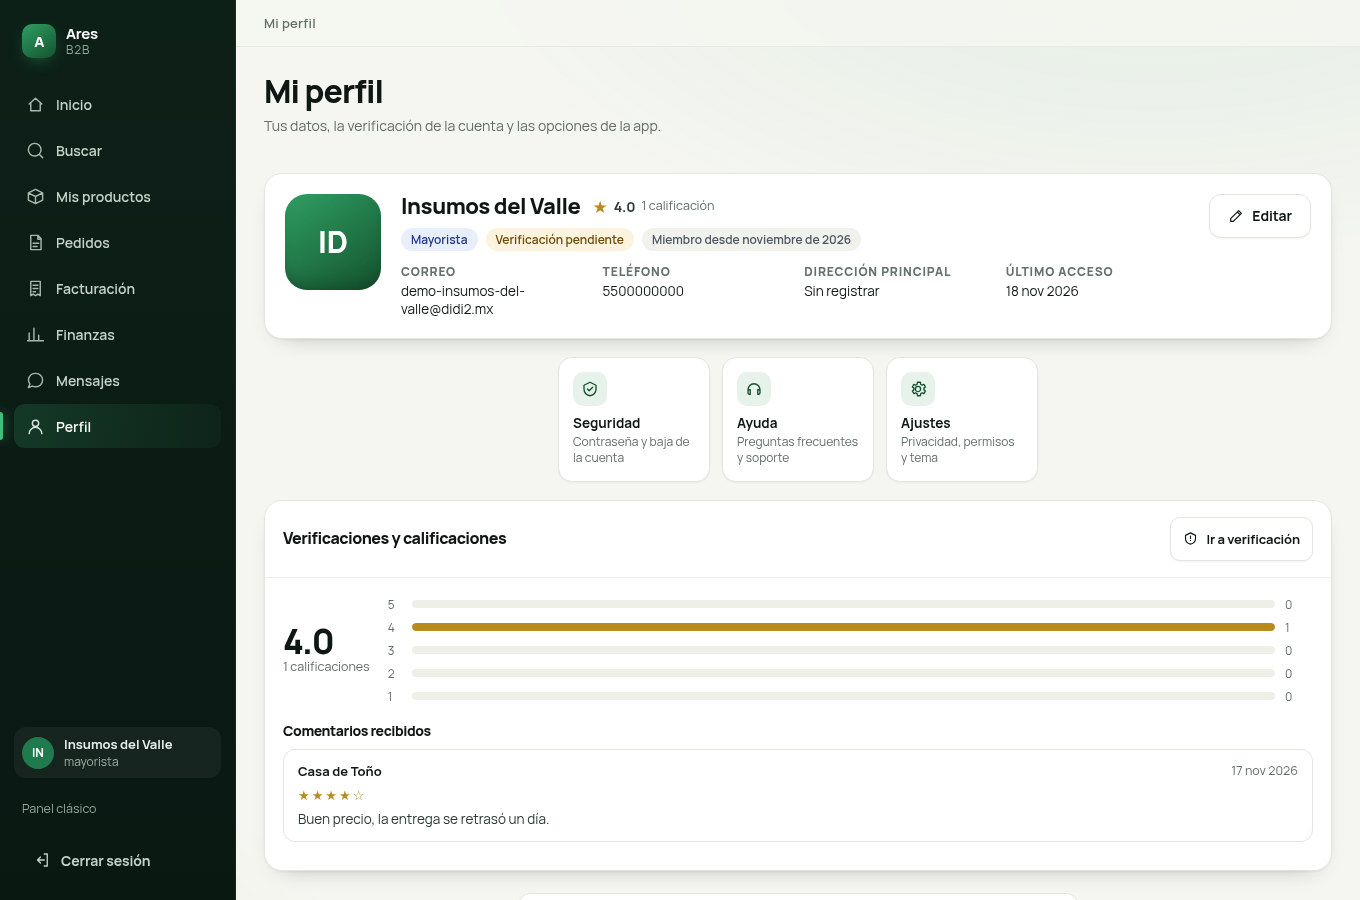 A
Ares
B2B
Inicio
Buscar
Mis productos
Pedidos
Facturación
Finanzas
Mensajes
Perfil
IN
Insumos del Valle
mayorista
Panel clásico
Cerrar sesión
Mi perfil
Mi perfil
Tus datos, la verificación de la cuenta y las opciones de la app.
ID
Insumos del Valle ★ 4.0 1 calificación
Editar
Mayorista Verificación pendiente Miembro desde noviembre de 2026
CORREO
demo-insumos-del-
valle@didi2.mx
TELÉFONO
5500000000
DIRECCIÓN PRINCIPAL
Sin registrar
ÚLTIMO ACCESO
18 nov 2026
Seguridad
Contraseña y baja de
la cuenta
Ayuda
Preguntas frecuentes
y soporte
Ajustes
Privacidad, permisos
y tema
Verificaciones y calificaciones
Ir a verificación
4.0
1 calificaciones
5 0
4 1
3 0
2 0
1 0
Comentarios recibidos
Casa de Toño 17 nov 2026
★★★★☆
Buen precio, la entrega se retrasó un día.